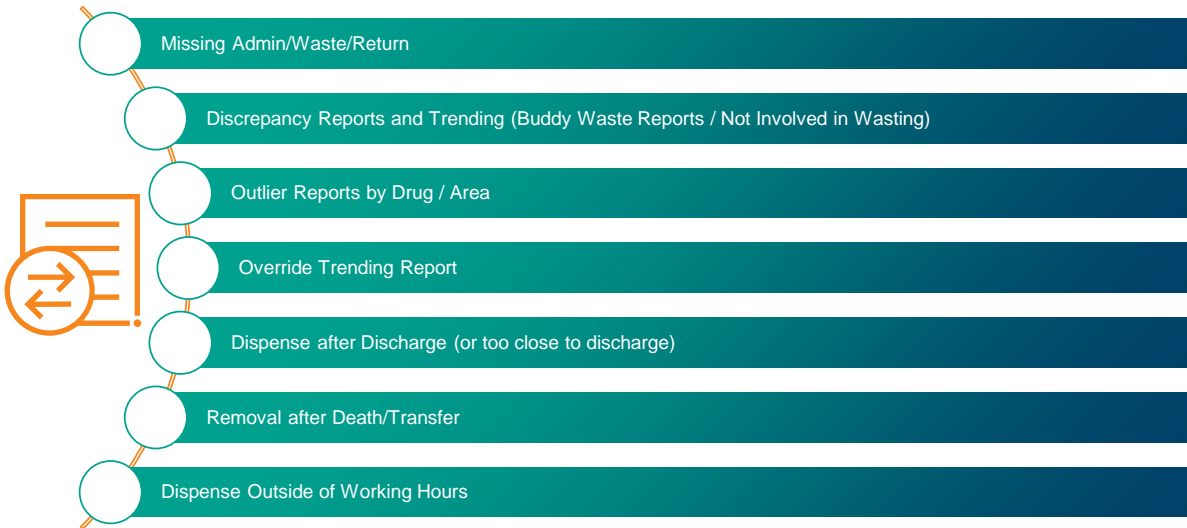 Missing Admin/Waste/Return
Discrepancy Reports and Trending (Buddy Waste Reports / Not Involved in Wasting)
Outlier Reports by Drug / Area
Override Trending Report
Dispense after Discharge (or too close to discharge)
Removal after Death/Transfer
Dispense Outside of Working Hours